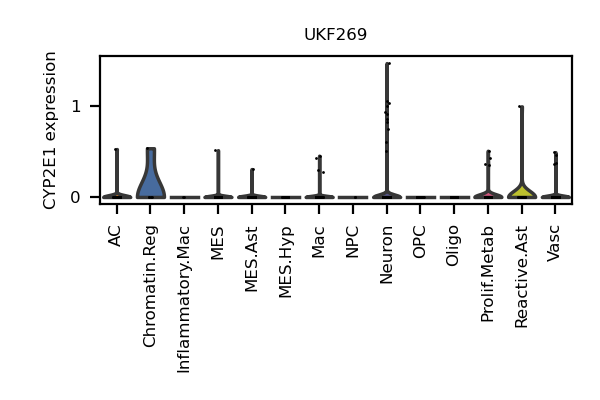 UKF269
CYP2E1 expression
1
0
AC
Chromatin.Reg
Inflammatory.Mac
MES
MES.Ast
MES.Hyp
Mac
NPC
Neuron
OPC
Oligo
Prolif.Metab
Reactive.Ast
Vasc